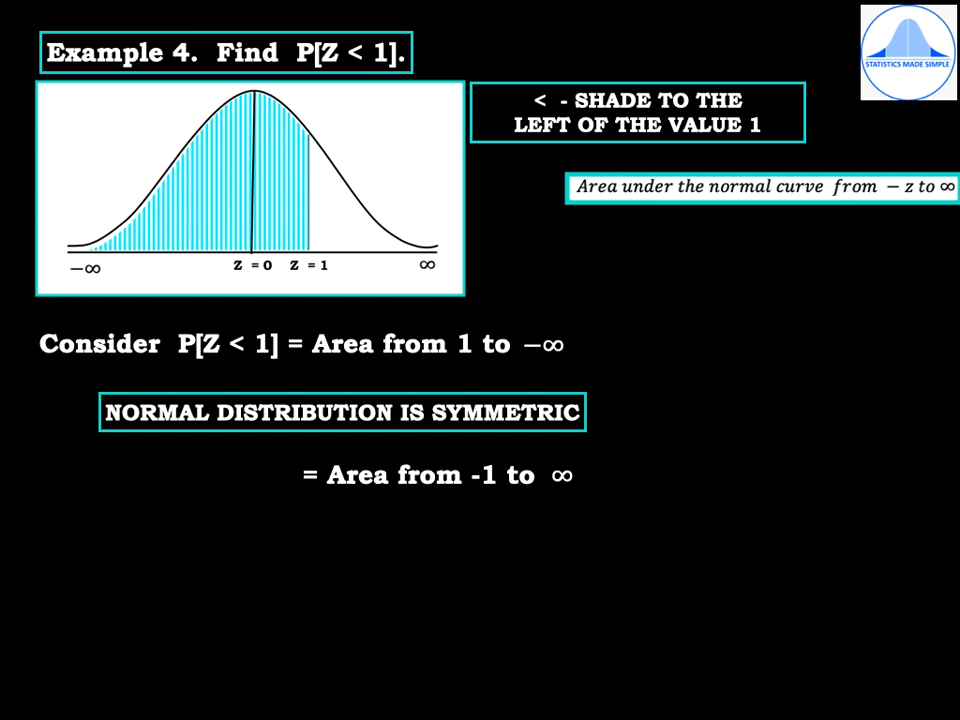 Example 4. Find P[Z < 1].
STATISTICS MADE SIMPLE
< - SHADE TO THE
LEFT OF THE VALUE 1
Area under the normal curve from − z to ∞
−∞ Z = 0 Z = 1 ∞
Consider P[Z < 1] = Area from 1 to −∞
NORMAL DISTRIBUTION IS SYMMETRIC
= Area from -1 to ∞